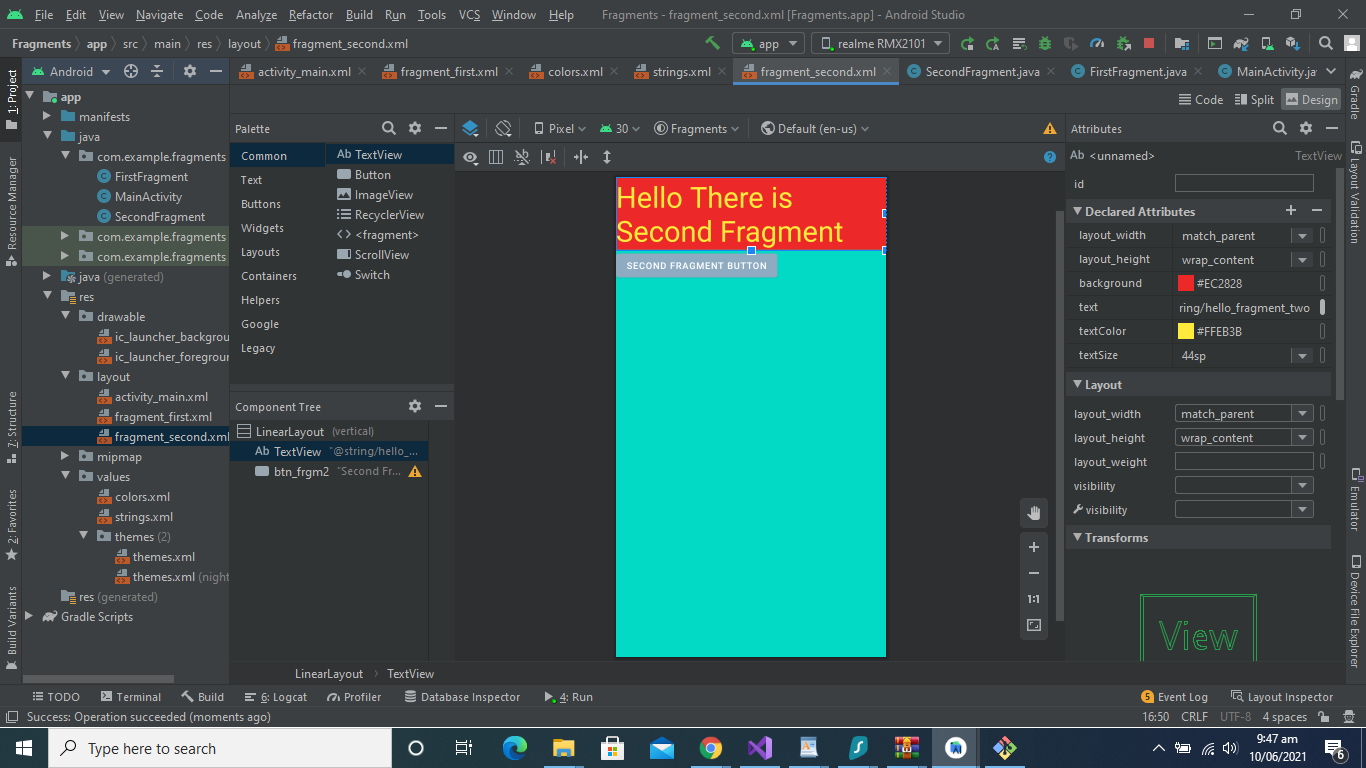 File Edit View Navigate Code Analyze Refactor Build Run Tools VCS Window Help Fragments - fragment_second.xml [Fragments.app] - Android Studio
Fragments app src main res layout fragment_second.xml app realme RMX2101
Android activity_main.xml fragment_first.xml colors.xml strings.xml fragment_second.xml SecondFragment.java FirstFragment.java MainActivity.ja
Code Split Design
1: Project
Resource Manager
7: Structure
2: Favorites
Build Variants
app
manifests
java
com.example.fragments
FirstFragment
MainActivity
SecondFragment
com.example.fragments
com.example.fragments
java (generated)
res
drawable
ic_launcher_backgrou
ic_launcher_foregroun
layout
activity_main.xml
fragment_first.xml
fragment_second.xml
mipmap
values
colors.xml
strings.xml
themes (2)
themes.xml
themes.xml (night
res (generated)
Gradle Scripts
Palette
Common
Text
Buttons
Widgets
Layouts
Containers
Helpers
Google
Legacy
Ab TextView
Button
ImageView
RecyclerView
<> <fragment>
ScrollView
Switch
Component Tree
LinearLayout (vertical)
Ab TextView "@string/hello_...
btn_frgm2 "Second Fr...
Pixel 30 Fragments Default (en-us)
Hello There is
Second Fragment
SECOND FRAGMENT BUTTON
1:1
Attributes
Ab <unnamed> TextView
id
Declared Attributes
layout_width match_parent
layout_height wrap_content
background #EC2828
text ring/hello_fragment_two
textColor #FFEB3B
textSize 44sp
Layout
layout_width match_parent
layout_height wrap_content
layout_weight
visibility
visibility
Transforms
View
Gradle
Layout Validation
Emulator
Device File Explorer
LinearLayout TextView
TODO Terminal Build 6: Logcat Profiler Database Inspector 4: Run 5 Event Log Layout Inspector
Success: Operation succeeded (moments ago) 16:50 CRLF UTF-8 4 spaces
Type here to search
9:47 am
10/06/2021
6